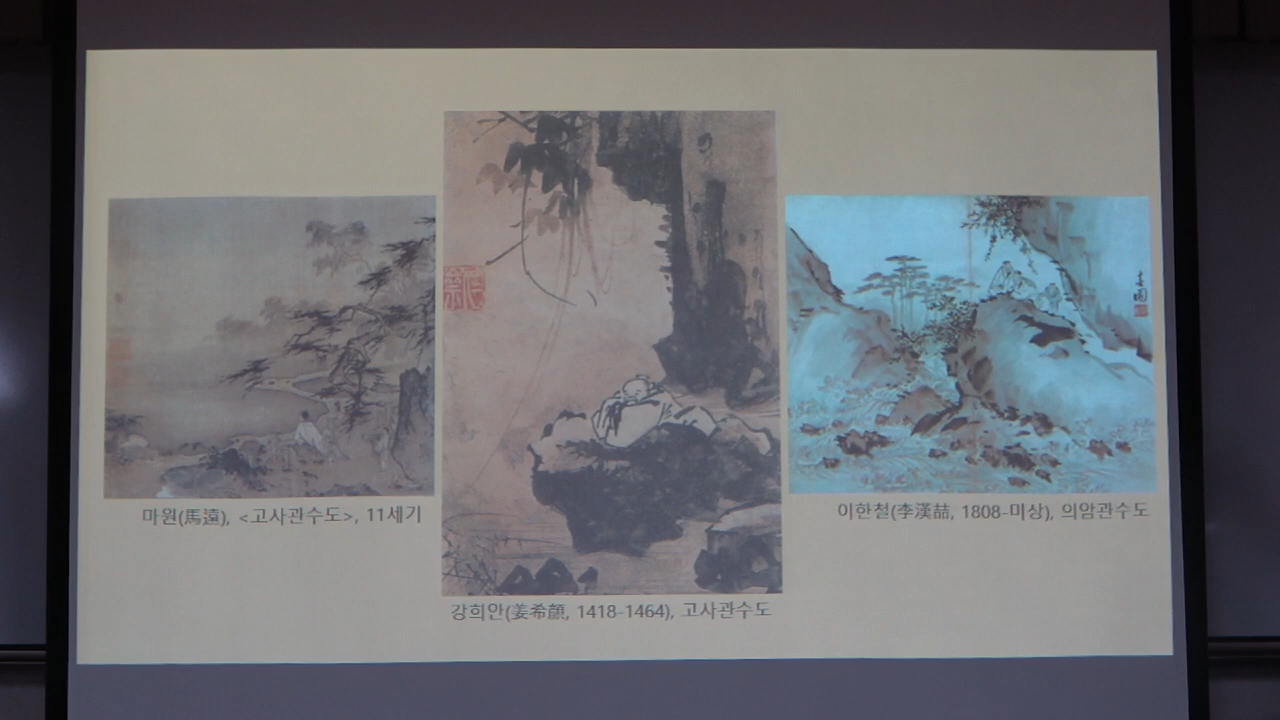 마원(馬遠), <고사관수도>, 11세기
강희안(姜希顔, 1418-1464), 고사관수도
이한철(李漢喆, 1808-미상), 의암관수도